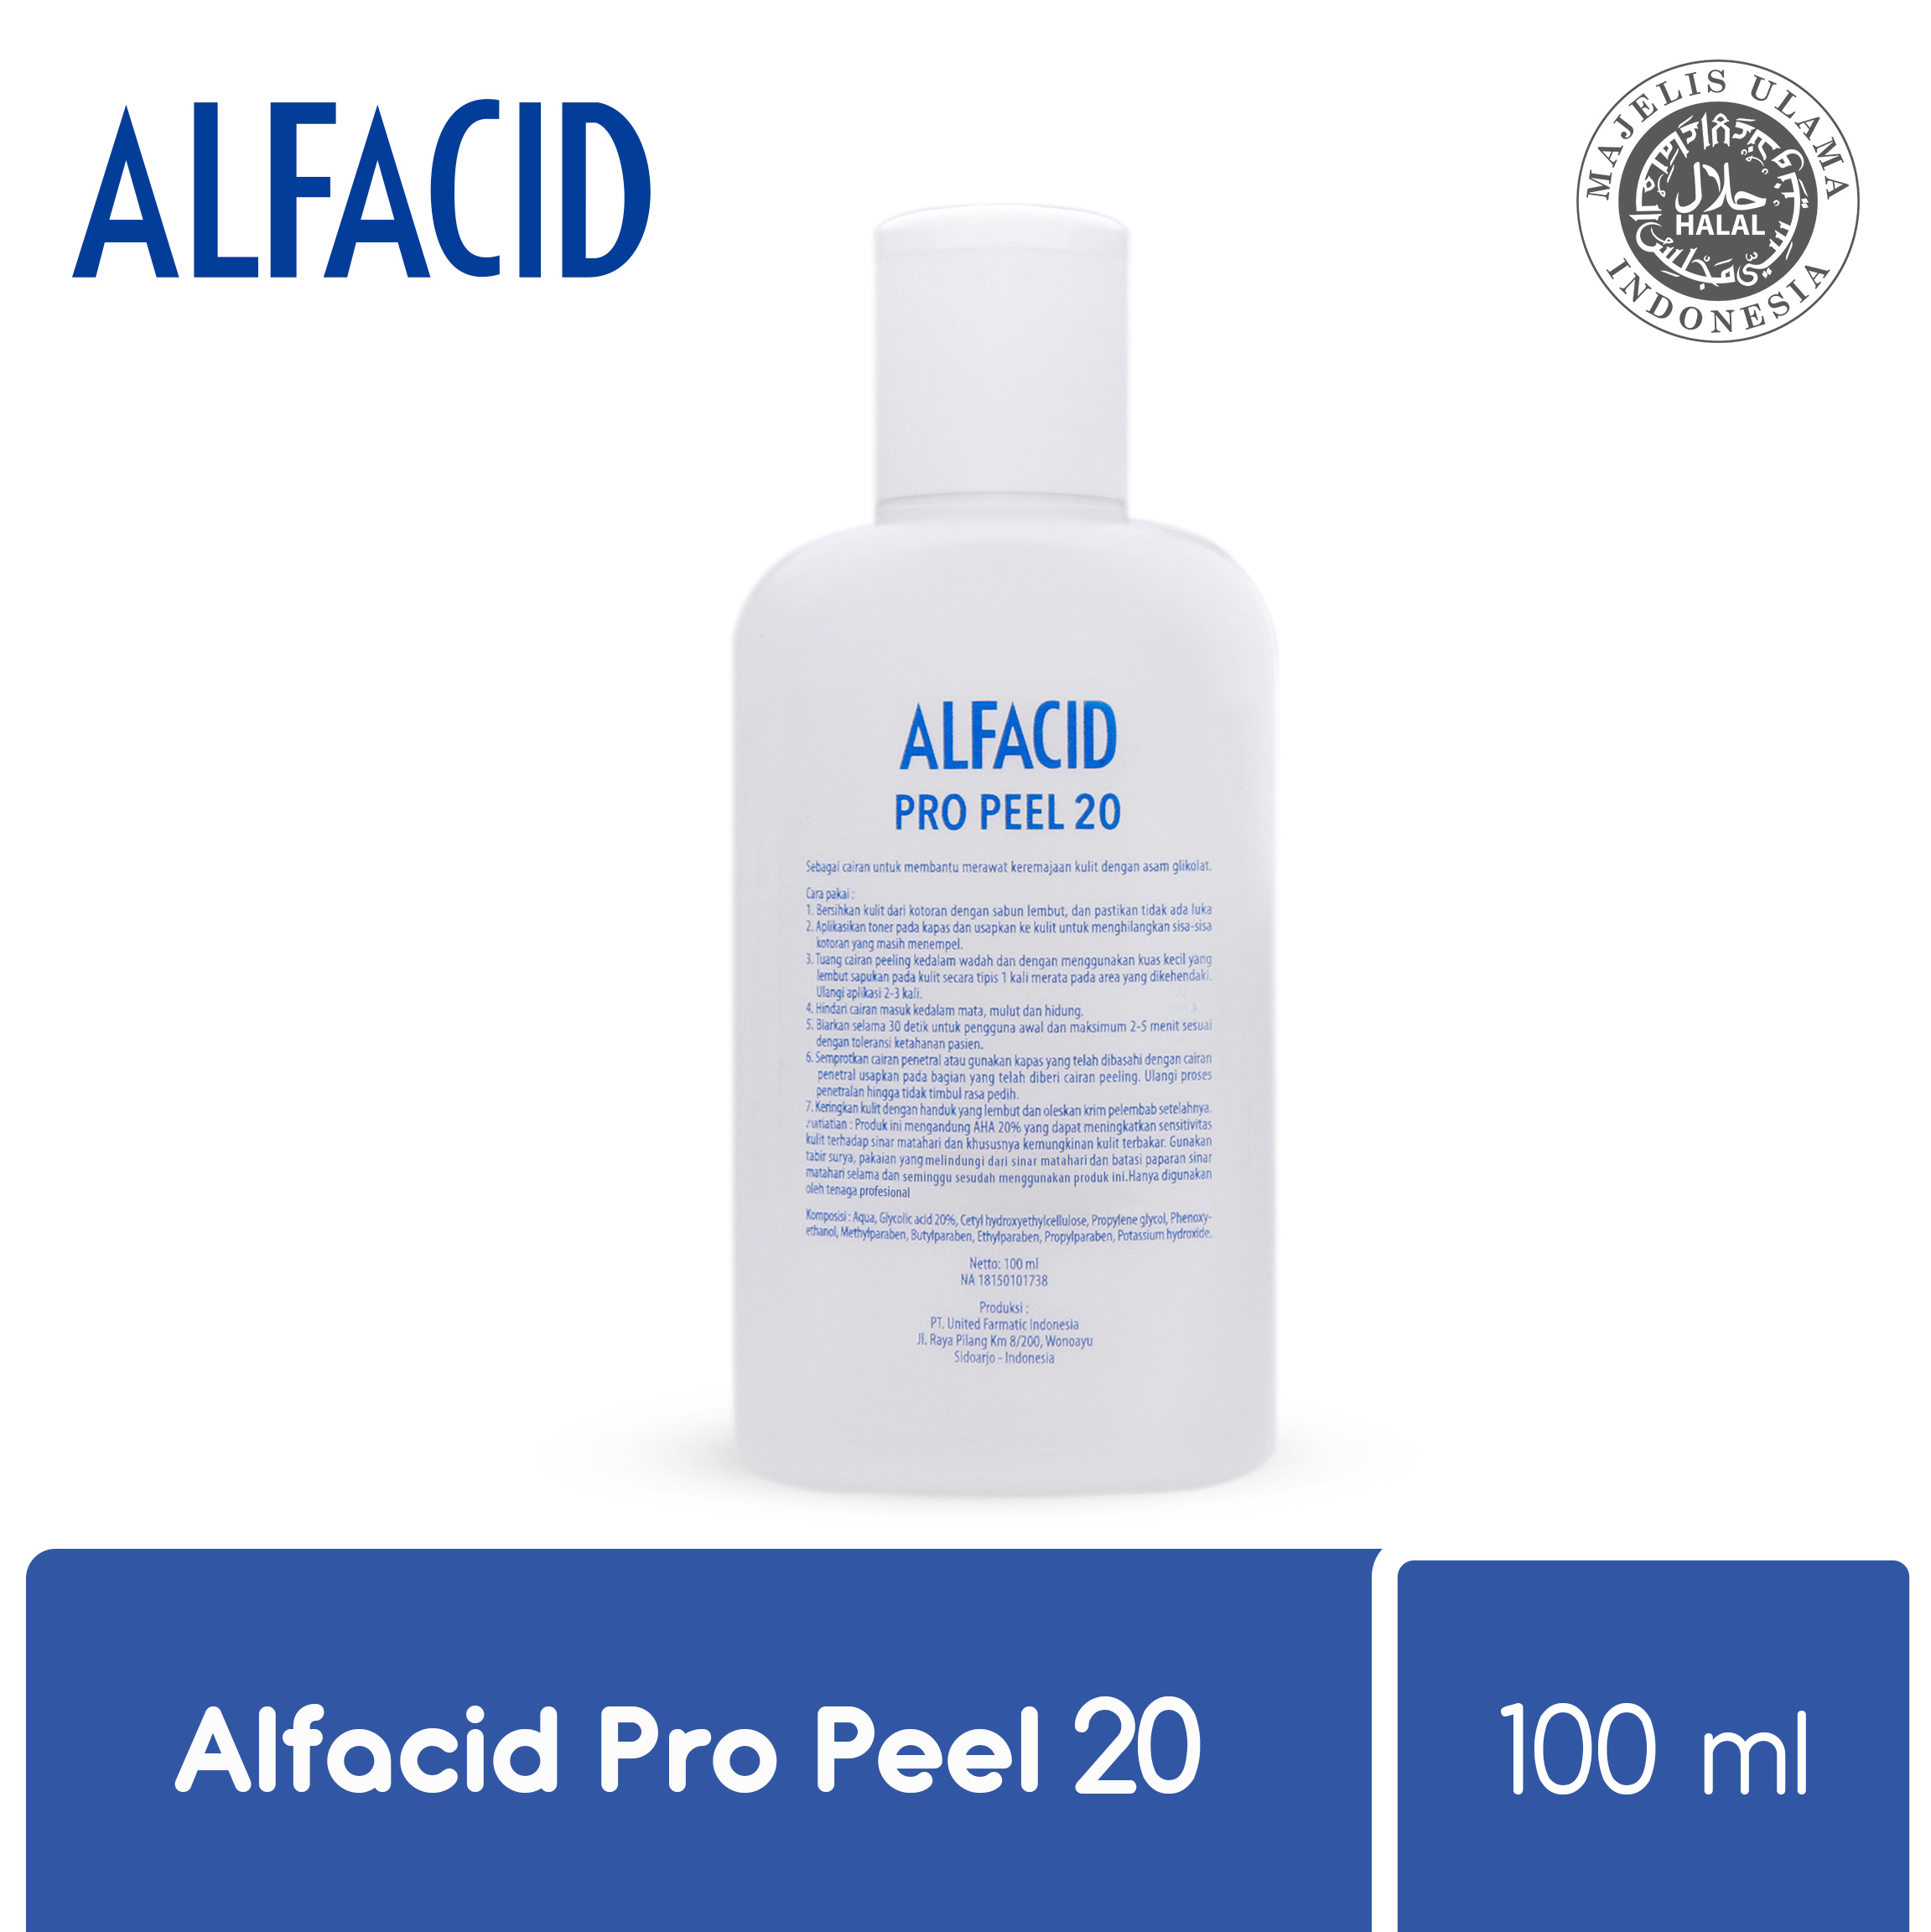 ALFACID
MAJELIS ULAMA
حلال
HALAL
INDONESIA
ALFACID
PRO PEEL 20
Sebagai cairan untuk membantu merawat keremajaan kulit dengan asam glikolat.
Cara pakai :
1. Bersihkan kulit dari kotoran dengan sabun lembut, dan pastikan tidak ada luka
2. Aplikasikan toner pada kapas dan usapkan ke kulit untuk menghilangkan sisa-sisa
kotoran yang masih menempel.
3. Tuang cairan peeling kedalam wadah dan dengan menggunakan kuas kecil yang
lembut sapukan pada kulit secara tipis 1 kali merata pada area yang dikehendaki.
Ulangi aplikasi 2-3 kali.
4. Hindari cairan masuk kedalam mata, mulut dan hidung.
5. Biarkan selama 30 detik untuk pengguna awal dan maksimum 2-5 menit sesuai
dengan toleransi ketahanan pasien.
6. Semprotkan cairan penetral atau gunakan kapas yang telah dibasahi dengan cairan
penetral usapkan pada bagian yang telah diberi cairan peeling. Ulangi proses
penetralan hingga tidak timbul rasa pedih.
7. Keringkan kulit dengan handuk yang lembut dan oleskan krim pelembab setelahnya.
: Produk ini mengandung AHA 20% yang dapat meningkatkan sensitivitas
kulit terhadap sinar matahari dan khususnya kemungkinan kulit terbakar. Gunakan
tabir surya, pakaian yang melindungi dari sinar matahari dan batasi paparan sinar
matahari selama dan seminggu sesudah menggunakan produk ini.Hanya digunakan
oleh tenaga profesional
Komposisi : Aqua, Glycolic acid 20%, Cetyl hydroxyethylcellulose, Propylene glycol, Phenoxy-
ethanol, Methylparaben, Butylparaben, Ethylparaben, Propylparaben, Potassium hydroxide.
Netto: 100 ml
NA 18150101738
Produksi :
PT. United Farmatic Indonesia
Jl. Raya Pilang Km 8/200, Wonoayu
Sidoarjo - Indonesia
Alfacid Pro Peel 20
100 ml